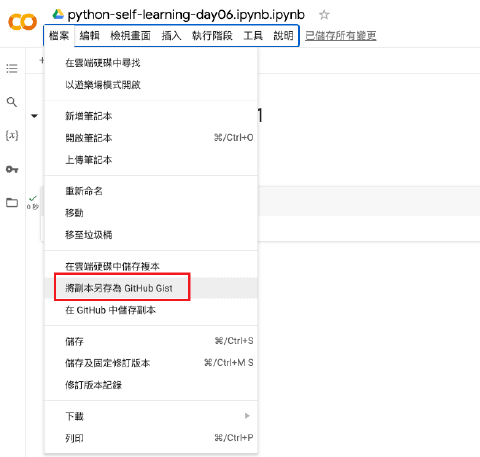 CO python-self-learning-day06.ipynb.ipynb
檔案 編輯 檢視畫面 插入 執行階段 工具 說明 已儲存所有變更
在雲端硬碟中尋找
以遊樂場模式開啟
新增筆記本
開啟筆記本 ⌘/Ctrl+O
上傳筆記本
{x}
重新命名
移動
0 秒
移至垃圾桶
在雲端硬碟中儲存複本
將副本另存為 GitHub Gist
在 GitHub 中儲存副本
儲存 ⌘/Ctrl+S
儲存及固定修訂版本 ⌘/Ctrl+M S
修訂版本記錄
下載
列印 ⌘/Ctrl+P